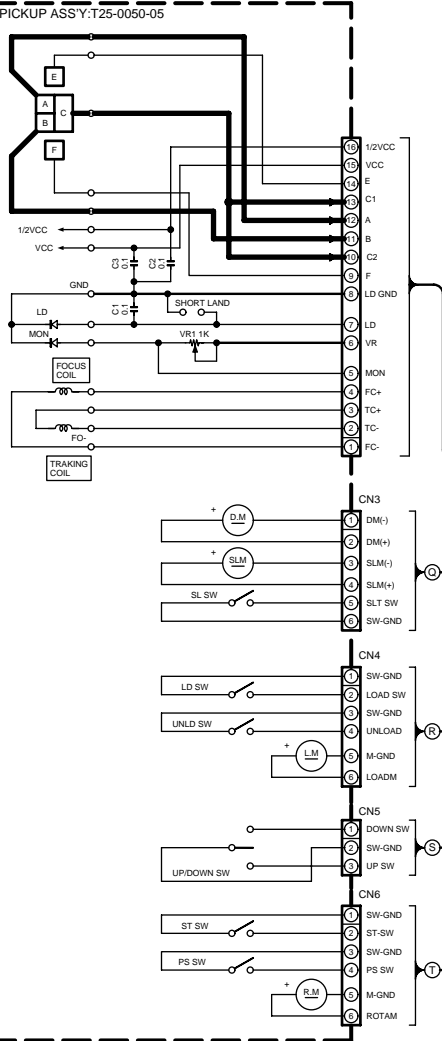 PICKUP ASS'Y:T25-0050-05
E
A
B
C
F
1/2VCC
VCC
C3
0.1
C2
0.1
GND
C1
0.1
SHORT LAND
LD
MON
VR1 1K
FOCUS
COIL
FO-
TRAKING
COIL
16 1/2VCC
15 VCC
14 E
13 C1
12 A
11 B
10 C2
9 F
8 LD GND
7 LD
6 VR
5 MON
4 FC+
3 TC+
2 TC-
1 FC-
CN3
+ D.M
1 DM(-)
2 DM(+)
+ SLM
3 SLM(-)
4 SLM(+)
SL SW
5 SLT SW
6 SW-GND
Q
CN4
1 SW-GND
LD SW
2 LOAD SW
3 SW-GND
UNLD SW
4 UNLOAD
+ L.M
5 M-GND
6 LOADM
R
CN5
1 DOWN SW
2 SW-GND
3 UP SW
UP/DOWN SW
S
CN6
1 SW-GND
ST SW
2 ST-SW
3 SW-GND
PS SW
4 PS SW
+ R.M
5 M-GND
6 ROTAM
T